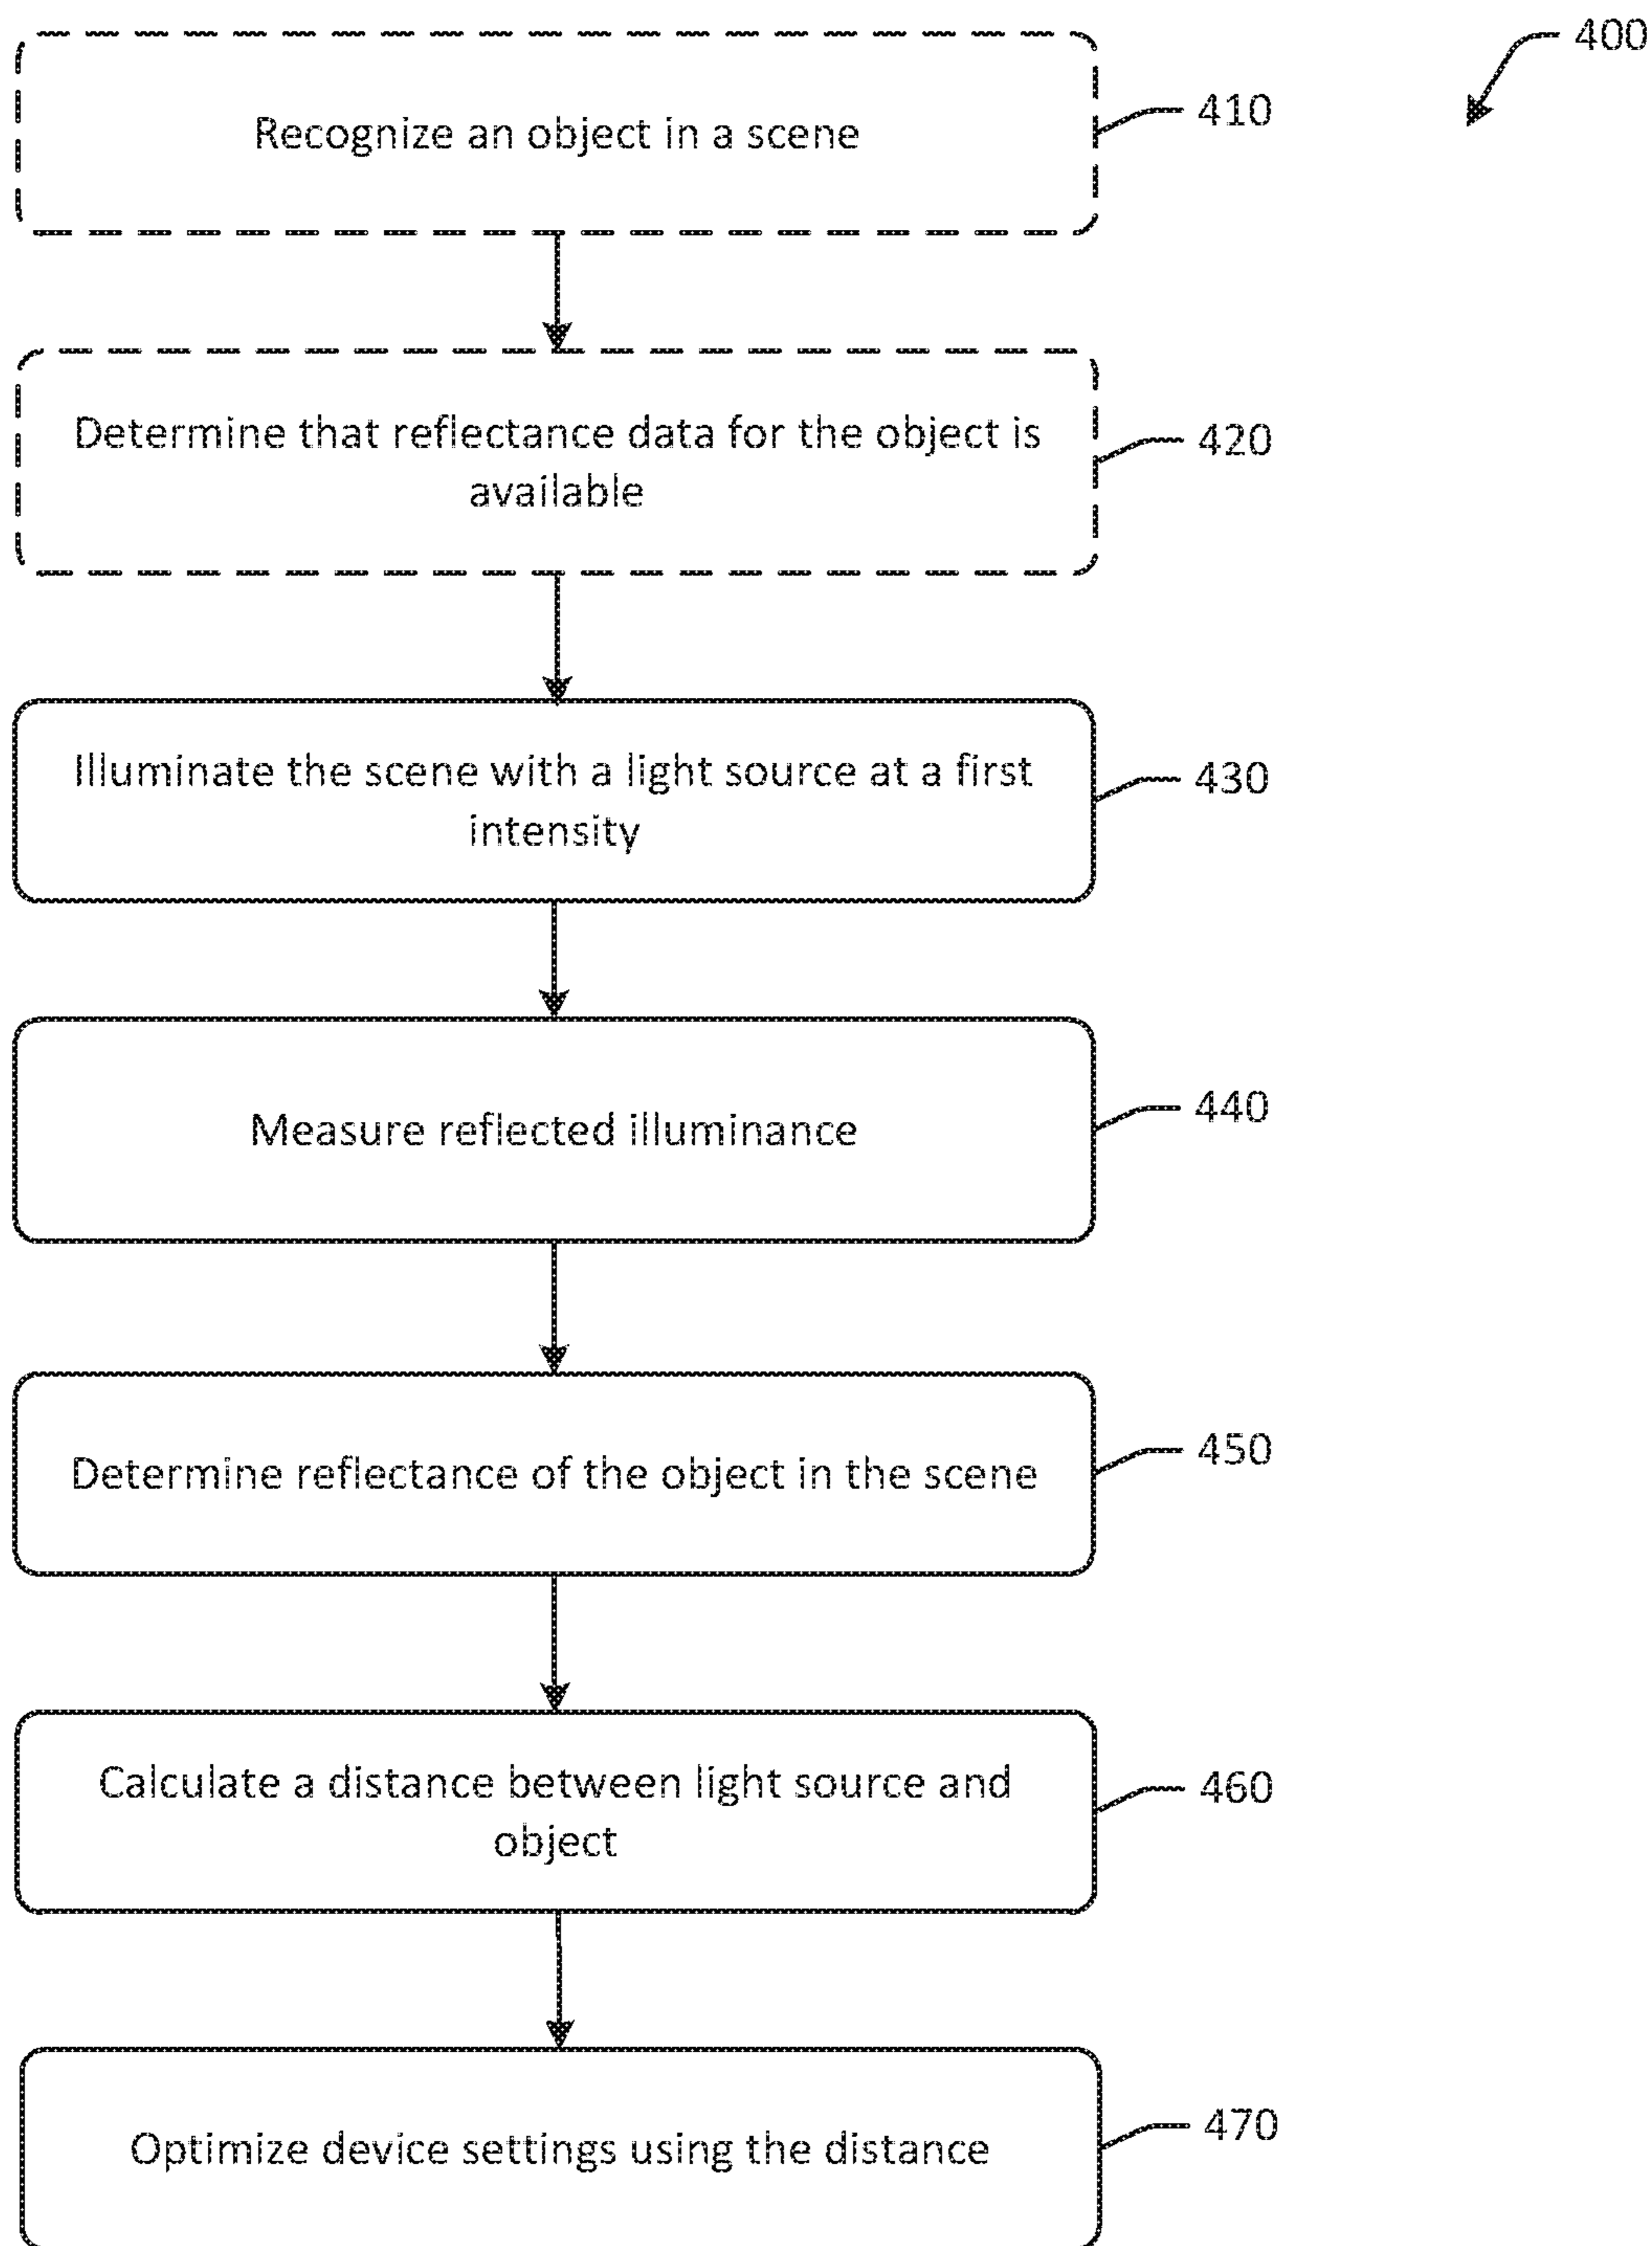 400
Recognize an object in a scene
410
Determine that reflectance data for the object is
available
420
Illuminate the scene with a light source at a first
intensity
430
Measure reflected illuminance
440
Determine reflectance of the object in the scene
450
Calculate a distance between light source and
object
460
Optimize device settings using the distance
470